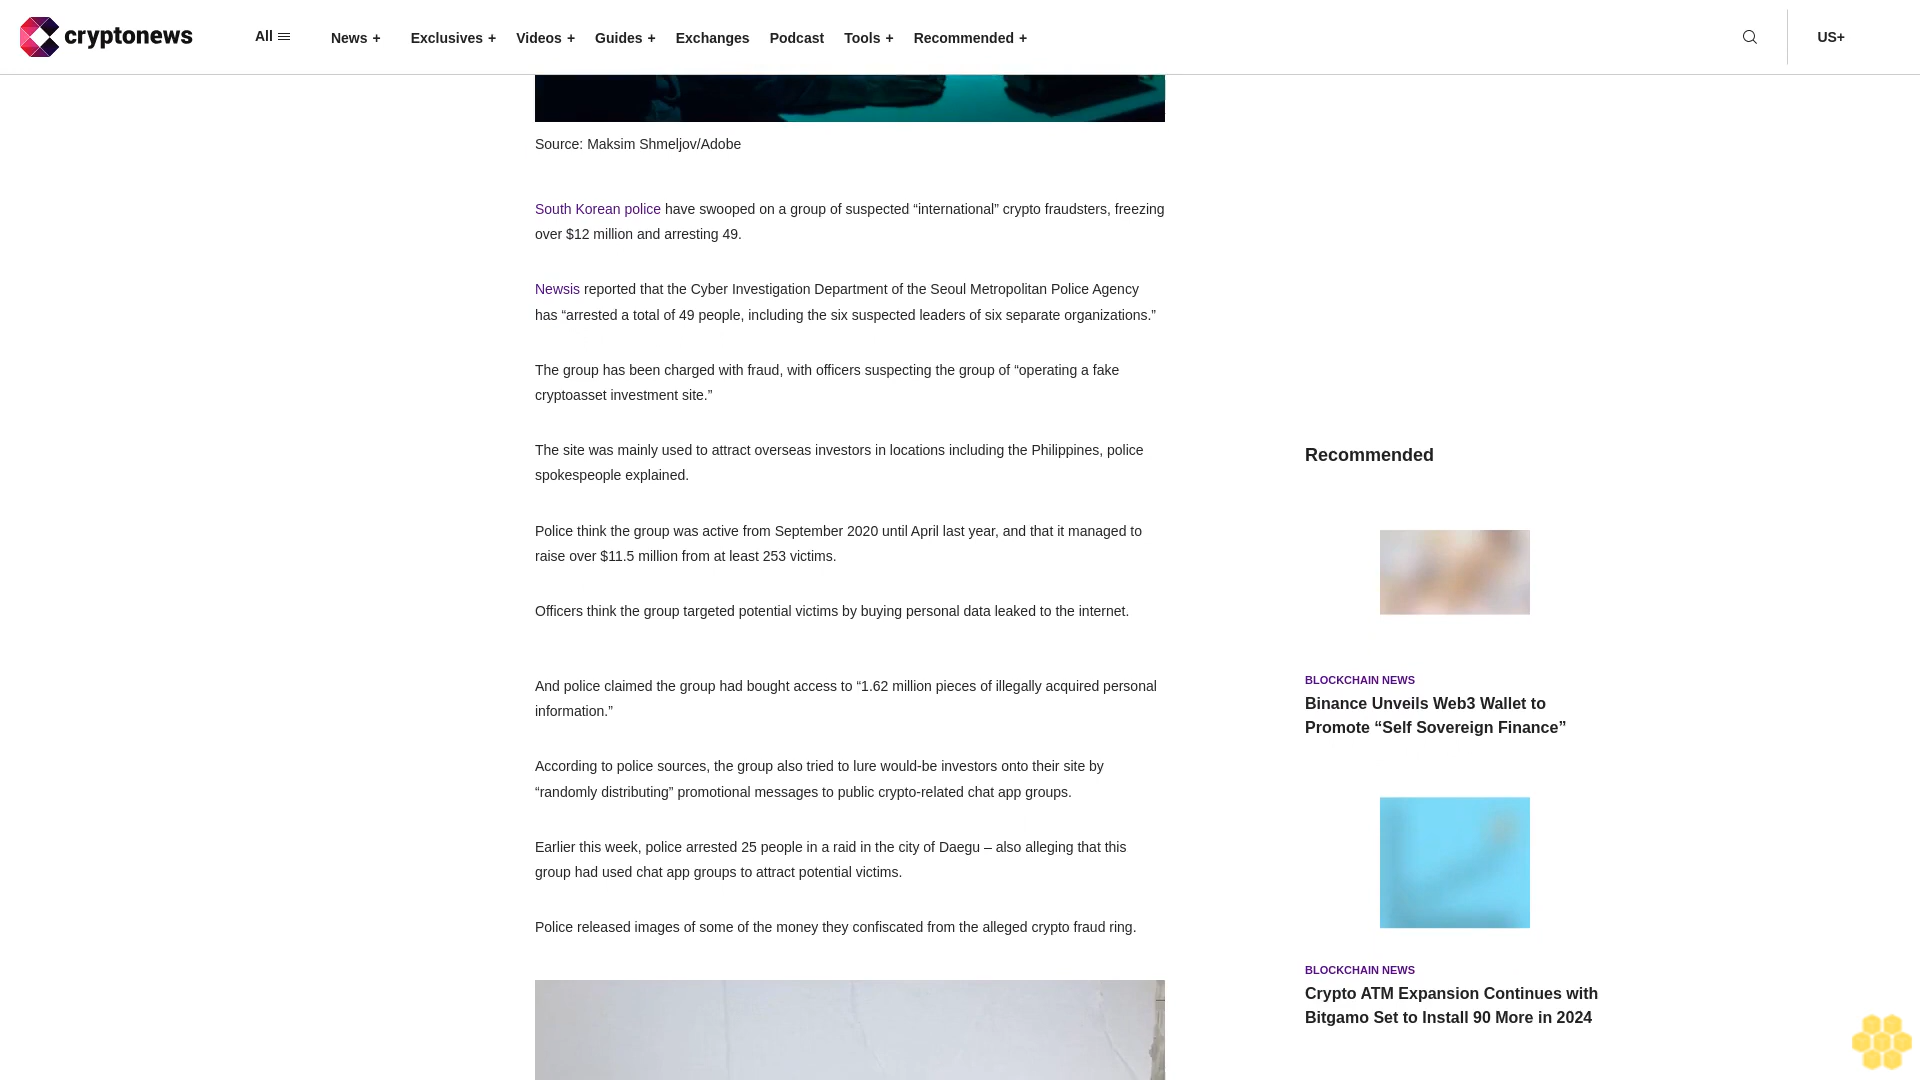 cryptonews
All
News +
Exclusives +
Videos +
Guides +
Exchanges
Podcast
Tools +
Recommended +
US+
Source: Maksim Shmeljov/Adobe
South Korean police have swooped on a group of suspected “international” crypto fraudsters, freezing
over $12 million and arresting 49.
Newsis reported that the Cyber Investigation Department of the Seoul Metropolitan Police Agency
has “arrested a total of 49 people, including the six suspected leaders of six separate organizations.”
The group has been charged with fraud, with officers suspecting the group of “operating a fake
cryptoasset investment site.”
The site was mainly used to attract overseas investors in locations including the Philippines, police
spokespeople explained.
Police think the group was active from September 2020 until April last year, and that it managed to
raise over $11.5 million from at least 253 victims.
Officers think the group targeted potential victims by buying personal data leaked to the internet.
And police claimed the group had bought access to “1.62 million pieces of illegally acquired personal
information.”
According to police sources, the group also tried to lure would-be investors onto their site by
“randomly distributing” promotional messages to public crypto-related chat app groups.
Earlier this week, police arrested 25 people in a raid in the city of Daegu – also alleging that this
group had used chat app groups to attract potential victims.
Police released images of some of the money they confiscated from the alleged crypto fraud ring.
Recommended
BLOCKCHAIN NEWS
Binance Unveils Web3 Wallet to
Promote “Self Sovereign Finance”
BLOCKCHAIN NEWS
Crypto ATM Expansion Continues with
Bitgamo Set to Install 90 More in 2024